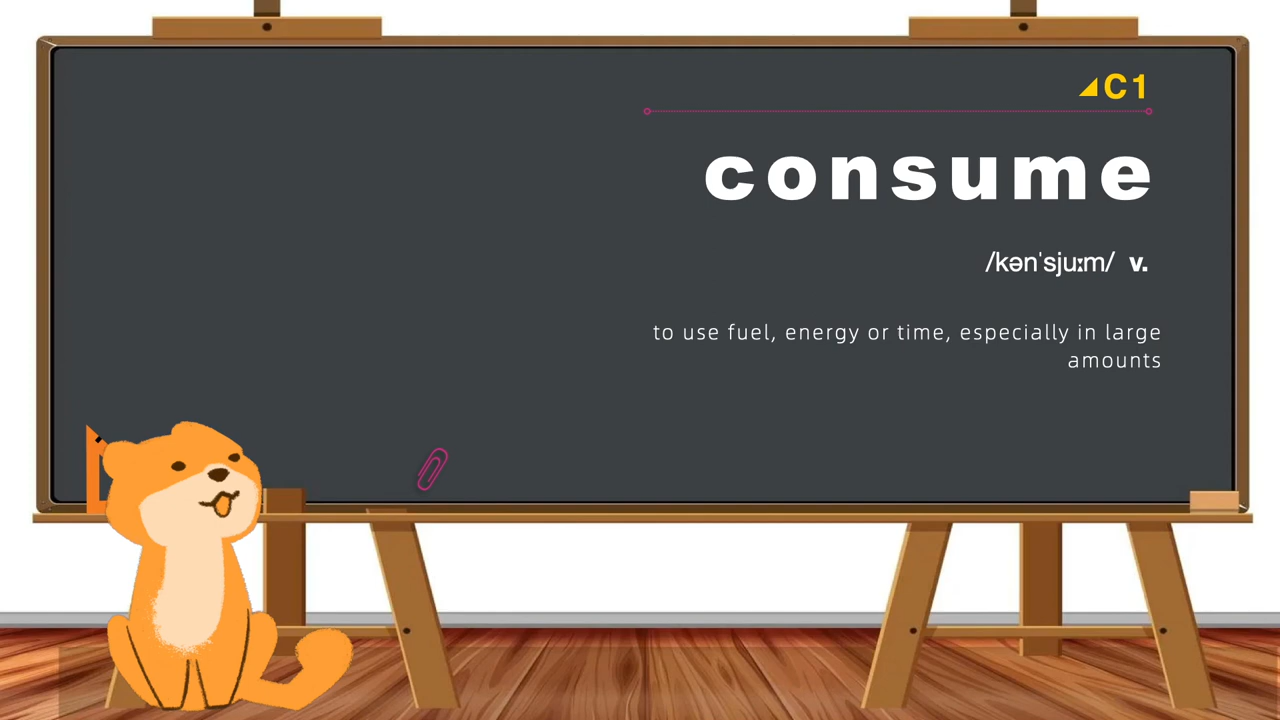 C1
consume
/kənˈsjuːm/ v.
to use fuel, energy or time, especially in large
amounts